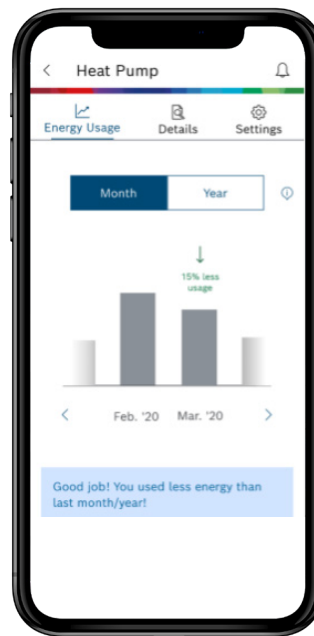 Heat Pump
Energy Usage
Details
Settings
Month
Year
15% less
usage
Feb. '20
Mar. '20
Good job! You used less energy than
last month/year!